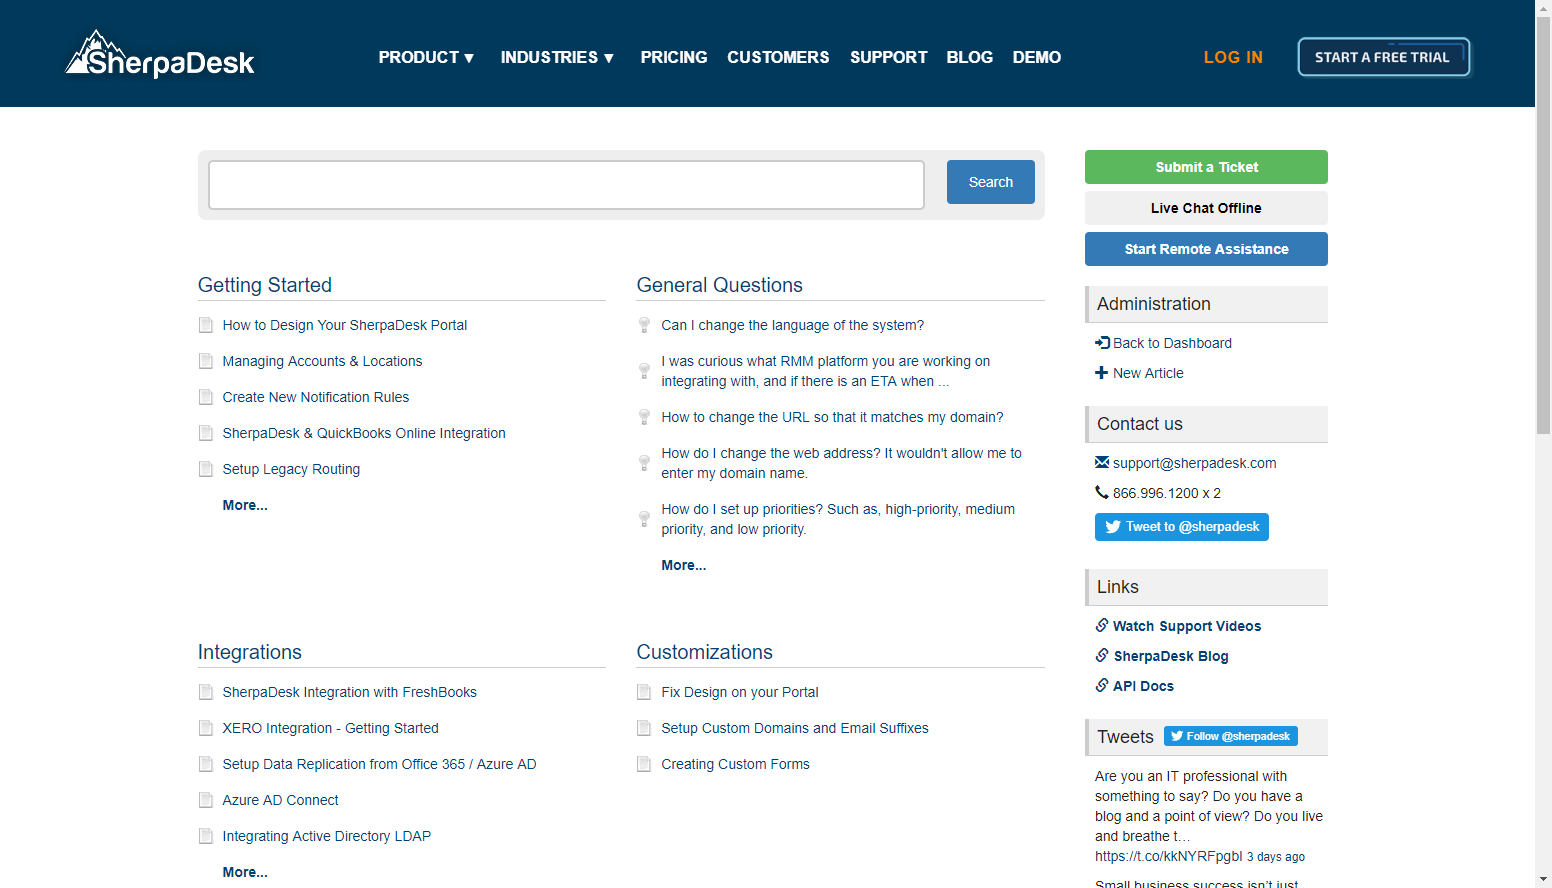 SherpaDesk
PRODUCT ▼ INDUSTRIES ▼ PRICING CUSTOMERS SUPPORT BLOG DEMO
LOG IN
START A FREE TRIAL
Search
Getting Started
How to Design Your SherpaDesk Portal
Managing Accounts & Locations
Create New Notification Rules
SherpaDesk & QuickBooks Online Integration
Setup Legacy Routing
More...
General Questions
Can I change the language of the system?
I was curious what RMM platform you are working on
integrating with, and if there is an ETA when ...
How to change the URL so that it matches my domain?
How do I change the web address? It wouldn't allow me to
enter my domain name.
How do I set up priorities? Such as, high-priority, medium
priority, and low priority.
More...
Integrations
SherpaDesk Integration with FreshBooks
XERO Integration - Getting Started
Setup Data Replication from Office 365 / Azure AD
Azure AD Connect
Integrating Active Directory LDAP
More...
Customizations
Fix Design on your Portal
Setup Custom Domains and Email Suffixes
Creating Custom Forms
Submit a Ticket
Live Chat Offline
Start Remote Assistance
Administration
Back to Dashboard
New Article
Contact us
support@sherpadesk.com
866.996.1200 x 2
Tweet to @sherpadesk
Links
Watch Support Videos
SherpaDesk Blog
API Docs
Tweets
Follow @sherpadesk
Are you an IT professional with
something to say? Do you have a
blog and a point of view? Do you live
and breathe t…
https://t.co/kkNYRFpgbI 3 days ago
Small business success isn't just